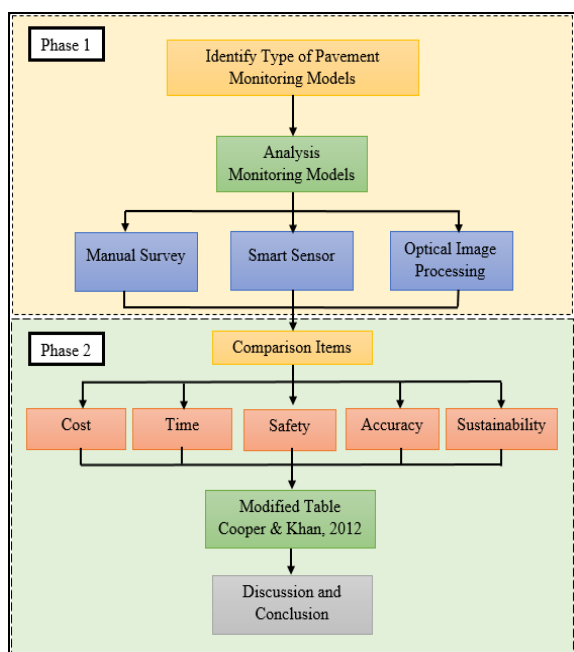 Phase 1
Identify Type of Pavement
Monitoring Models
Analysis
Monitoring Models
Manual Survey
Smart Sensor
Optical Image
Processing
Phase 2
Comparison Items
Cost
Time
Safety
Accuracy
Sustainability
Modified Table
Cooper & Khan, 2012
Discussion and
Conclusion